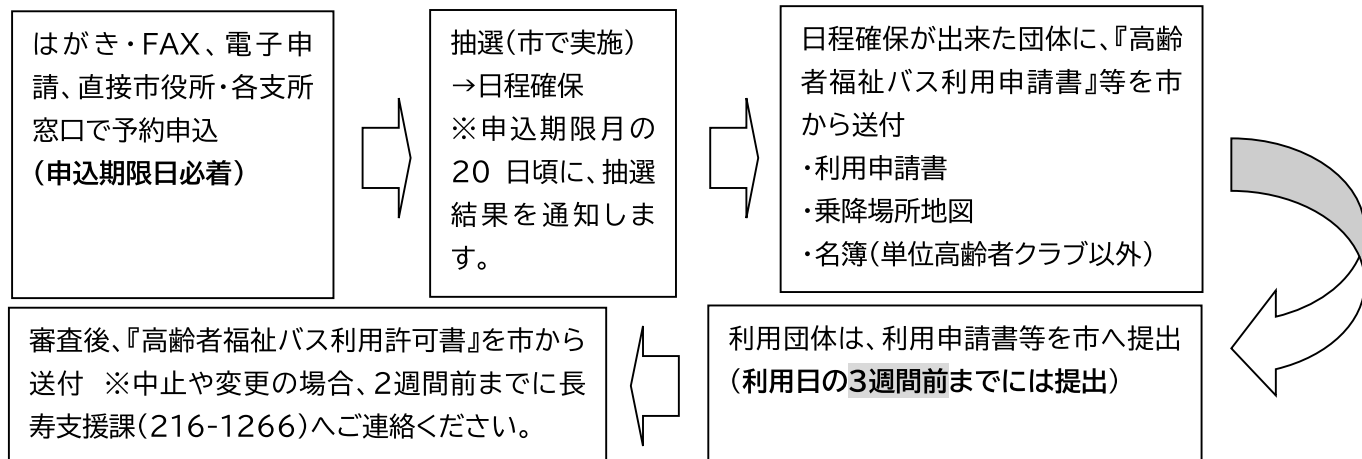 はがき・FAX、電子申
請、直接市役所・各支所
窓口で予約申込
(申込期限日必着)
抽選(市で実施)
→日程確保
※申込期限月の
20 日頃に、抽選
結果を通知しま
す。
日程確保が出来た団体に、『高齢
者福祉バス利用申請書』等を市
から送付
・利用申請書
・乗降場所地図
・名簿(単位高齢者クラブ以外)
利用団体は、利用申請書等を市へ提出
(利用日の3週間前までには提出)
審査後、『高齢者福祉バス利用許可書』を市から
送付　※中止や変更の場合、2週間前までに長
寿支援課(216-1266)へご連絡ください。